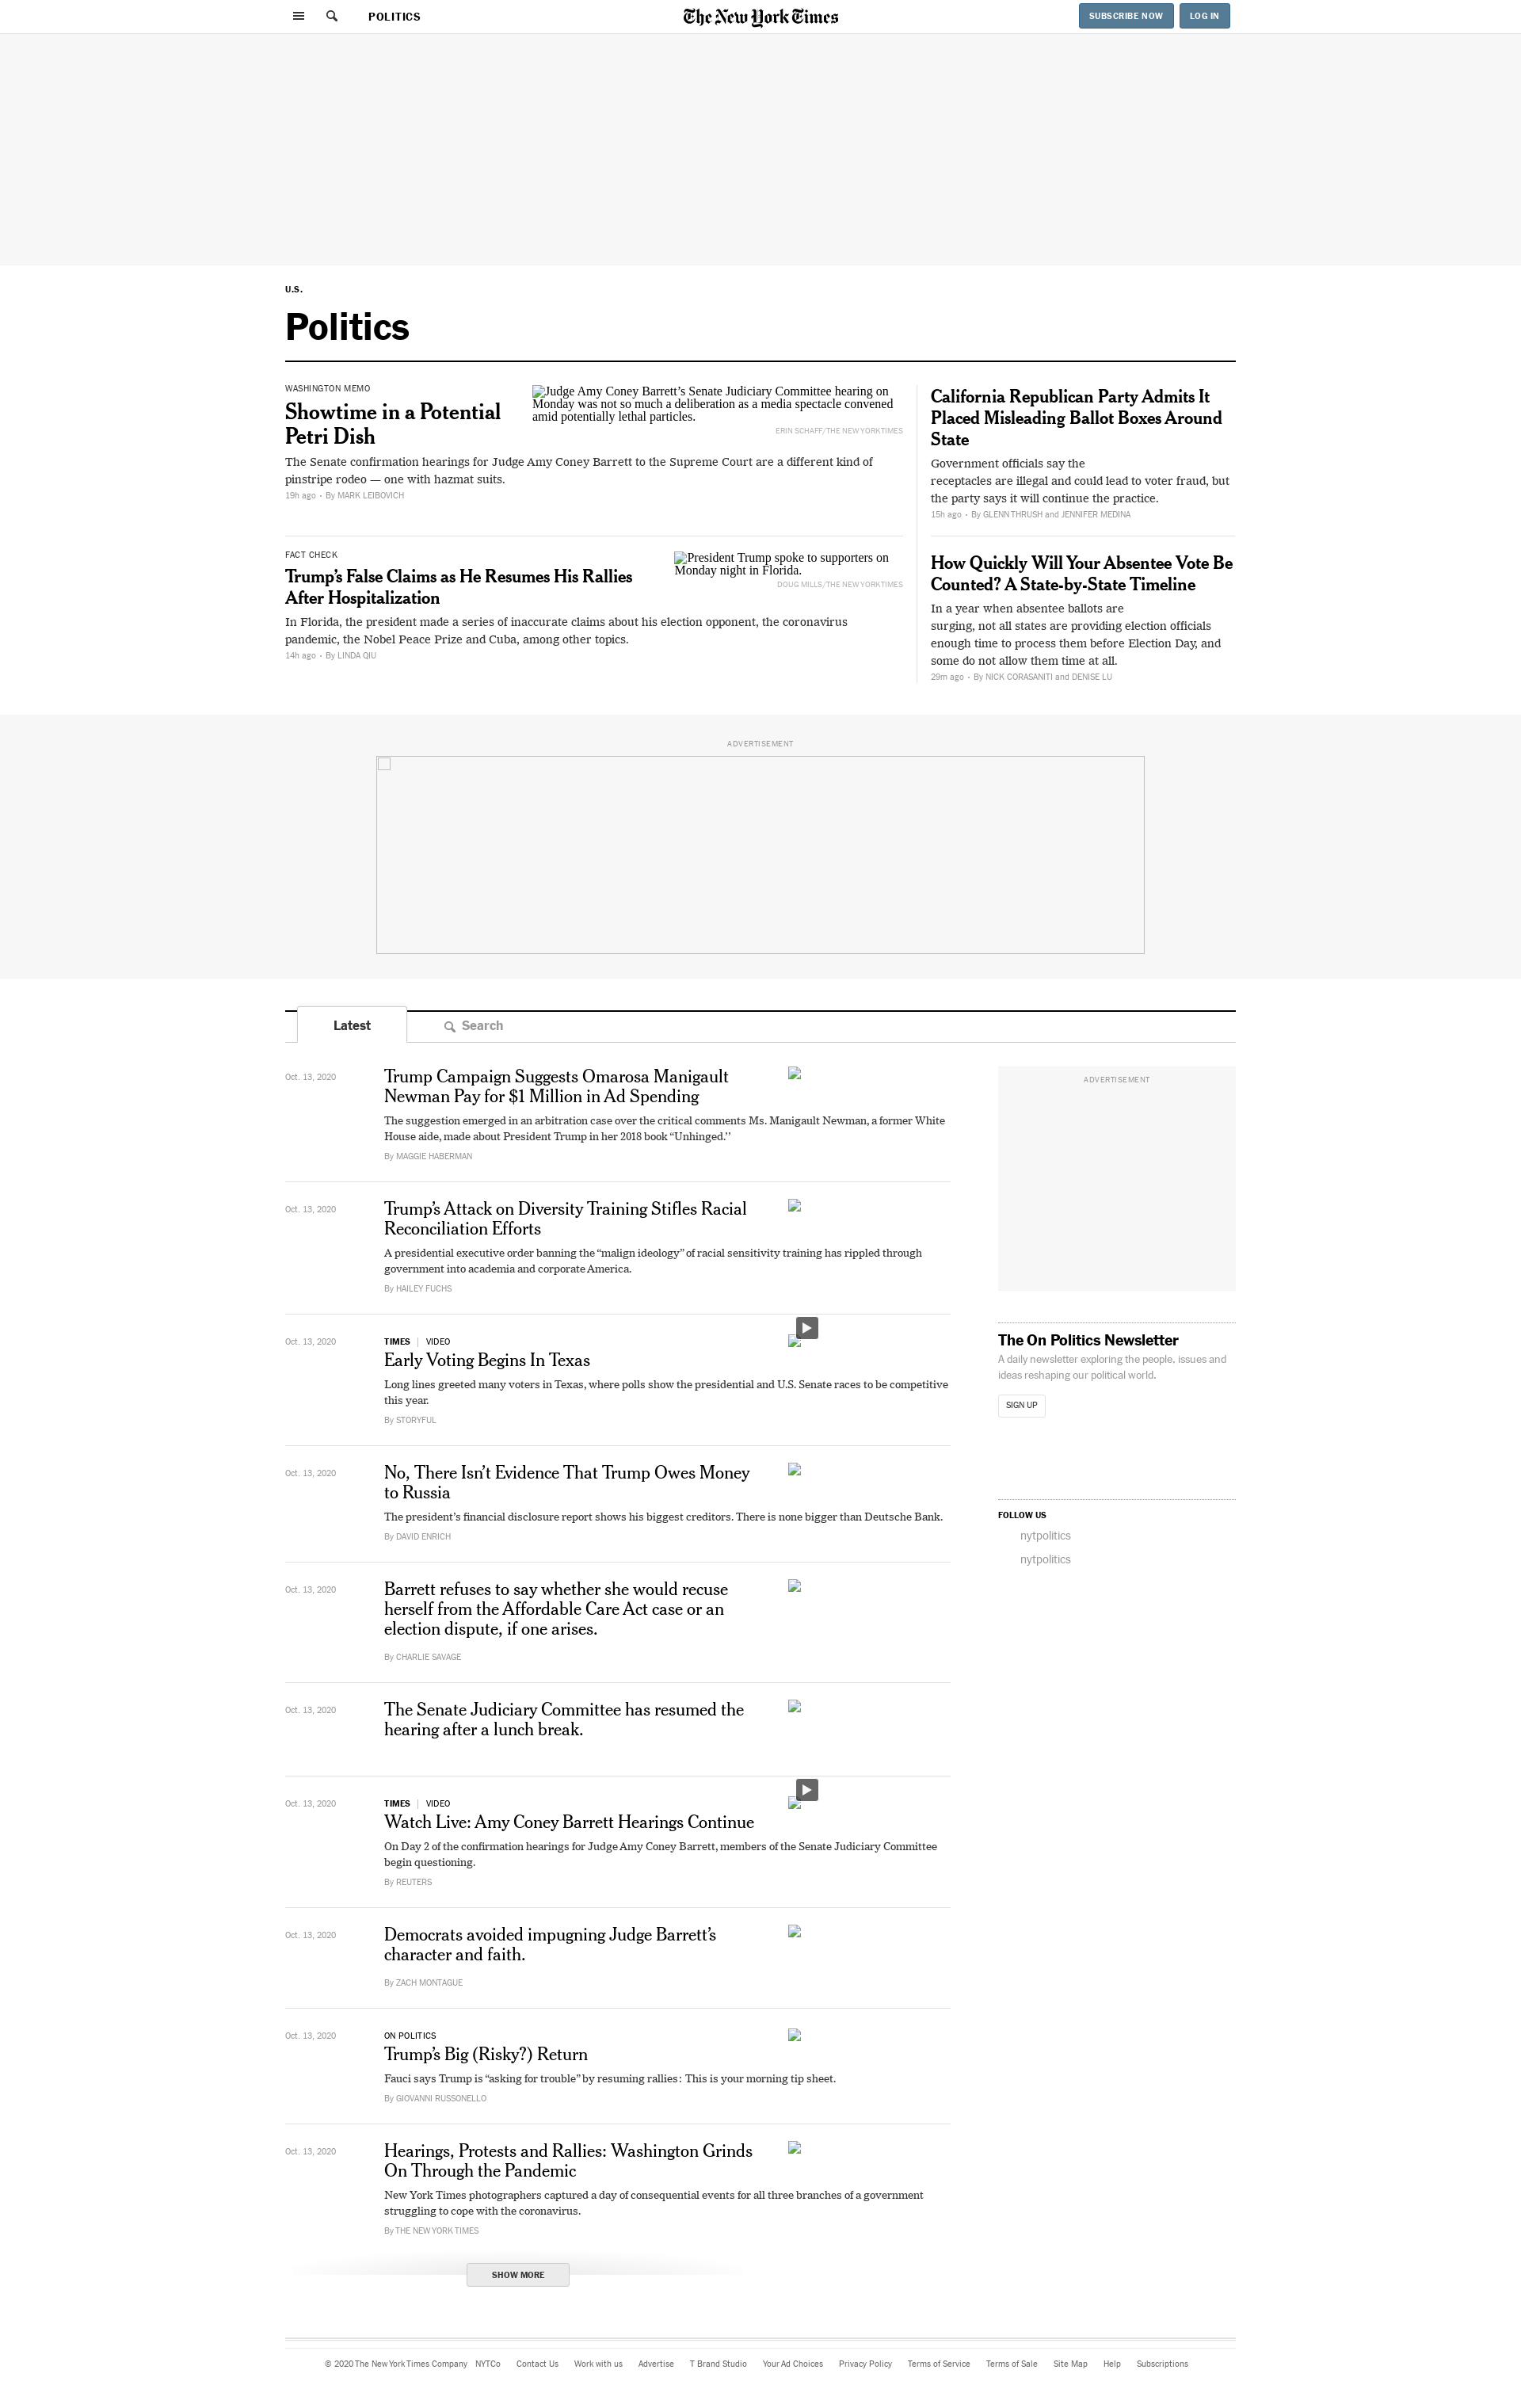 POLITICS
The New York Times
SUBSCRIBE NOW
LOG IN
U.S.
Politics
WASHINGTON MEMO
Showtime in a Potential
Petri Dish
Judge Amy Coney Barrett’s Senate Judiciary Committee hearing on
Monday was not so much a deliberation as a media spectacle convened
amid potentially lethal particles.
ERIN SCHAFF/THE NEW YORK TIMES
The Senate confirmation hearings for Judge Amy Coney Barrett to the Supreme Court are a different kind of
pinstripe rodeo — one with hazmat suits.
19h ago • By MARK LEIBOVICH
FACT CHECK
Trump’s False Claims as He Resumes His Rallies
After Hospitalization
President Trump spoke to supporters on
Monday night in Florida.
DOUG MILLS/THE NEW YORK TIMES
In Florida, the president made a series of inaccurate claims about his election opponent, the coronavirus
pandemic, the Nobel Peace Prize and Cuba, among other topics.
14h ago • By LINDA QIU
California Republican Party Admits It
Placed Misleading Ballot Boxes Around
State
Government officials say the
receptacles are illegal and could lead to voter fraud, but
the party says it will continue the practice.
15h ago • By GLENN THRUSH and JENNIFER MEDINA
How Quickly Will Your Absentee Vote Be
Counted? A State-by-State Timeline
In a year when absentee ballots are
surging, not all states are providing election officials
enough time to process them before Election Day, and
some do not allow them time at all.
29m ago • By NICK CORASANITI and DENISE LU
ADVERTISEMENT
Latest
Search
Oct. 13, 2020
Trump Campaign Suggests Omarosa Manigault
Newman Pay for $1 Million in Ad Spending
The suggestion emerged in an arbitration case over the critical comments Ms. Manigault Newman, a former White
House aide, made about President Trump in her 2018 book “Unhinged.’’
By MAGGIE HABERMAN
Oct. 13, 2020
Trump’s Attack on Diversity Training Stifles Racial
Reconciliation Efforts
A presidential executive order banning the “malign ideology” of racial sensitivity training has rippled through
government into academia and corporate America.
By HAILEY FUCHS
Oct. 13, 2020
TIMES | VIDEO
Early Voting Begins In Texas
Long lines greeted many voters in Texas, where polls show the presidential and U.S. Senate races to be competitive
this year.
By STORYFUL
Oct. 13, 2020
No, There Isn’t Evidence That Trump Owes Money
to Russia
The president’s financial disclosure report shows his biggest creditors. There is none bigger than Deutsche Bank.
By DAVID ENRICH
Oct. 13, 2020
Barrett refuses to say whether she would recuse
herself from the Affordable Care Act case or an
election dispute, if one arises.
By CHARLIE SAVAGE
Oct. 13, 2020
The Senate Judiciary Committee has resumed the
hearing after a lunch break.
Oct. 13, 2020
TIMES | VIDEO
Watch Live: Amy Coney Barrett Hearings Continue
On Day 2 of the confirmation hearings for Judge Amy Coney Barrett, members of the Senate Judiciary Committee
begin questioning.
By REUTERS
Oct. 13, 2020
Democrats avoided impugning Judge Barrett’s
character and faith.
By ZACH MONTAGUE
Oct. 13, 2020
ON POLITICS
Trump’s Big (Risky?) Return
Fauci says Trump is “asking for trouble” by resuming rallies: This is your morning tip sheet.
By GIOVANNI RUSSONELLO
Oct. 13, 2020
Hearings, Protests and Rallies: Washington Grinds
On Through the Pandemic
New York Times photographers captured a day of consequential events for all three branches of a government
struggling to cope with the coronavirus.
By THE NEW YORK TIMES
SHOW MORE
ADVERTISEMENT
The On Politics Newsletter
A daily newsletter exploring the people, issues and
ideas reshaping our political world.
SIGN UP
FOLLOW US
nytpolitics
nytpolitics
© 2020 The New York Times Company NYTCo Contact Us Work with us Advertise T Brand Studio Your Ad Choices Privacy Policy Terms of Service Terms of Sale Site Map Help Subscriptions